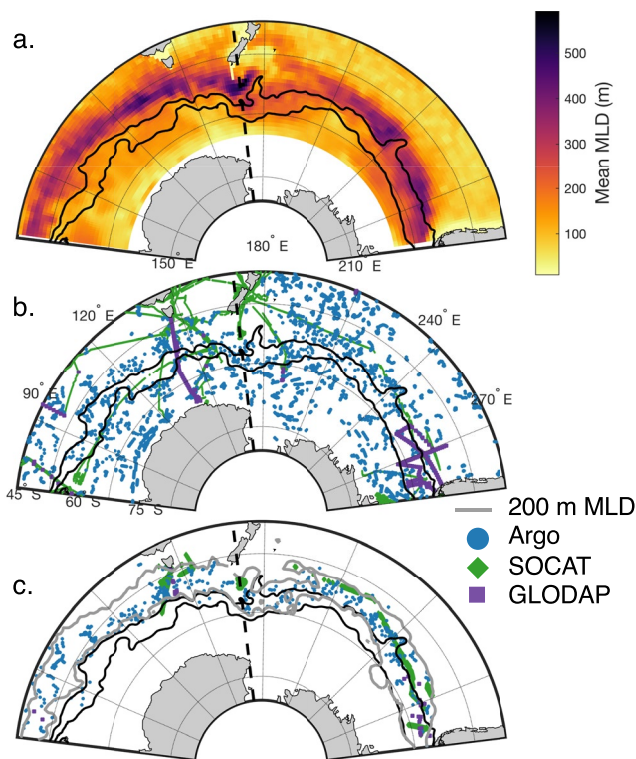 a.
500
400
300
200
100
Mean MLD (m)
150° E
180° E
210° E
b.
120° E
240° E
90° E
270° E
45° S
60° S
75° S
200 m MLD
Argo
SOCAT
GLODAP
c.